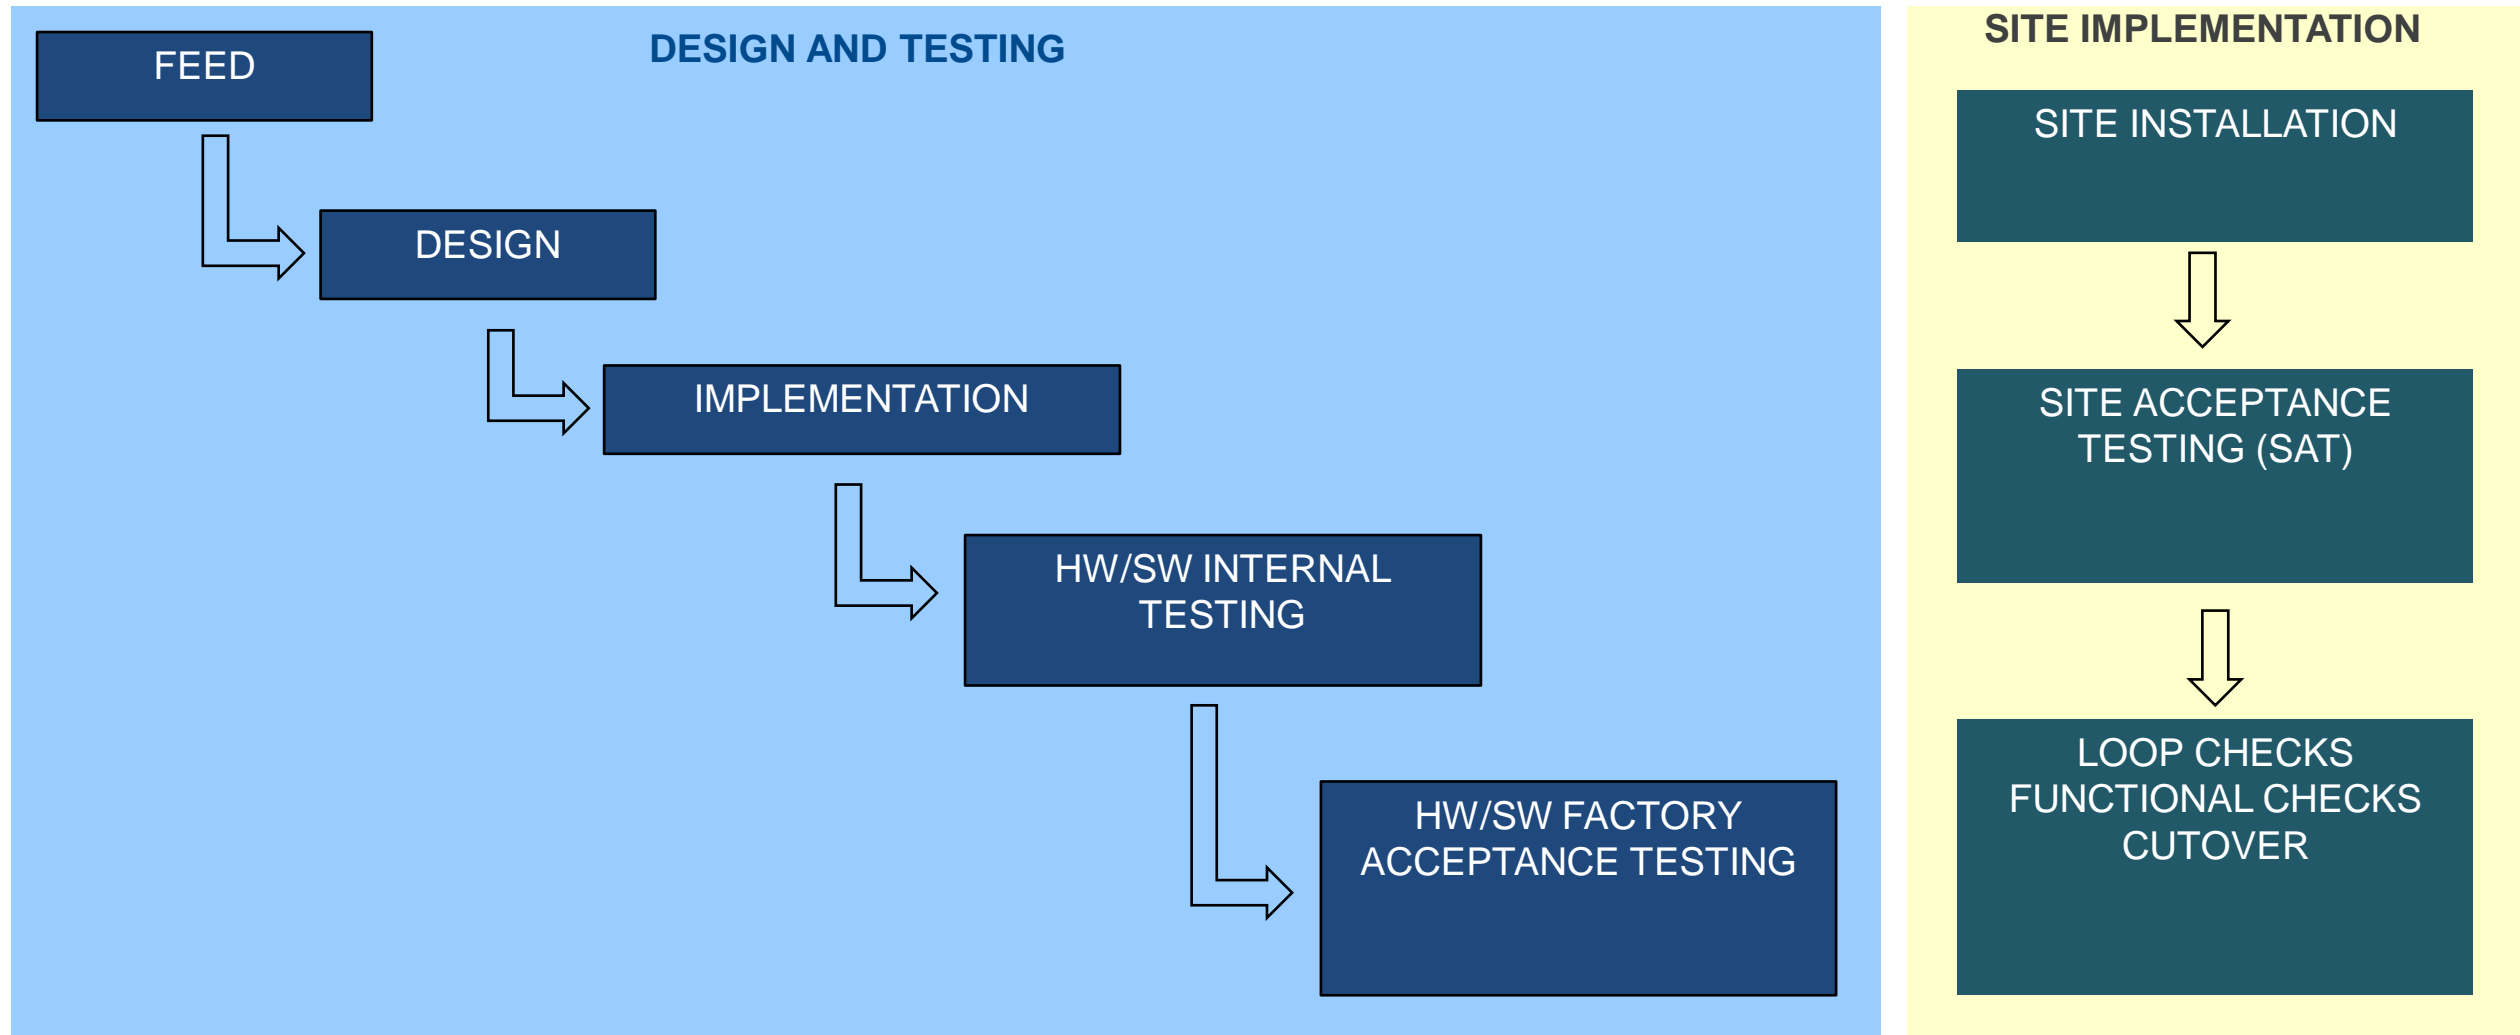 DESIGN AND TESTING
FEED
DESIGN
IMPLEMENTATION
HW/SW INTERNAL
TESTING
HW/SW FACTORY
ACCEPTANCE TESTING
SITE IMPLEMENTATION
SITE INSTALLATION
SITE ACCEPTANCE
TESTING (SAT)
LOOP CHECKS
FUNCTIONAL CHECKS
CUTOVER